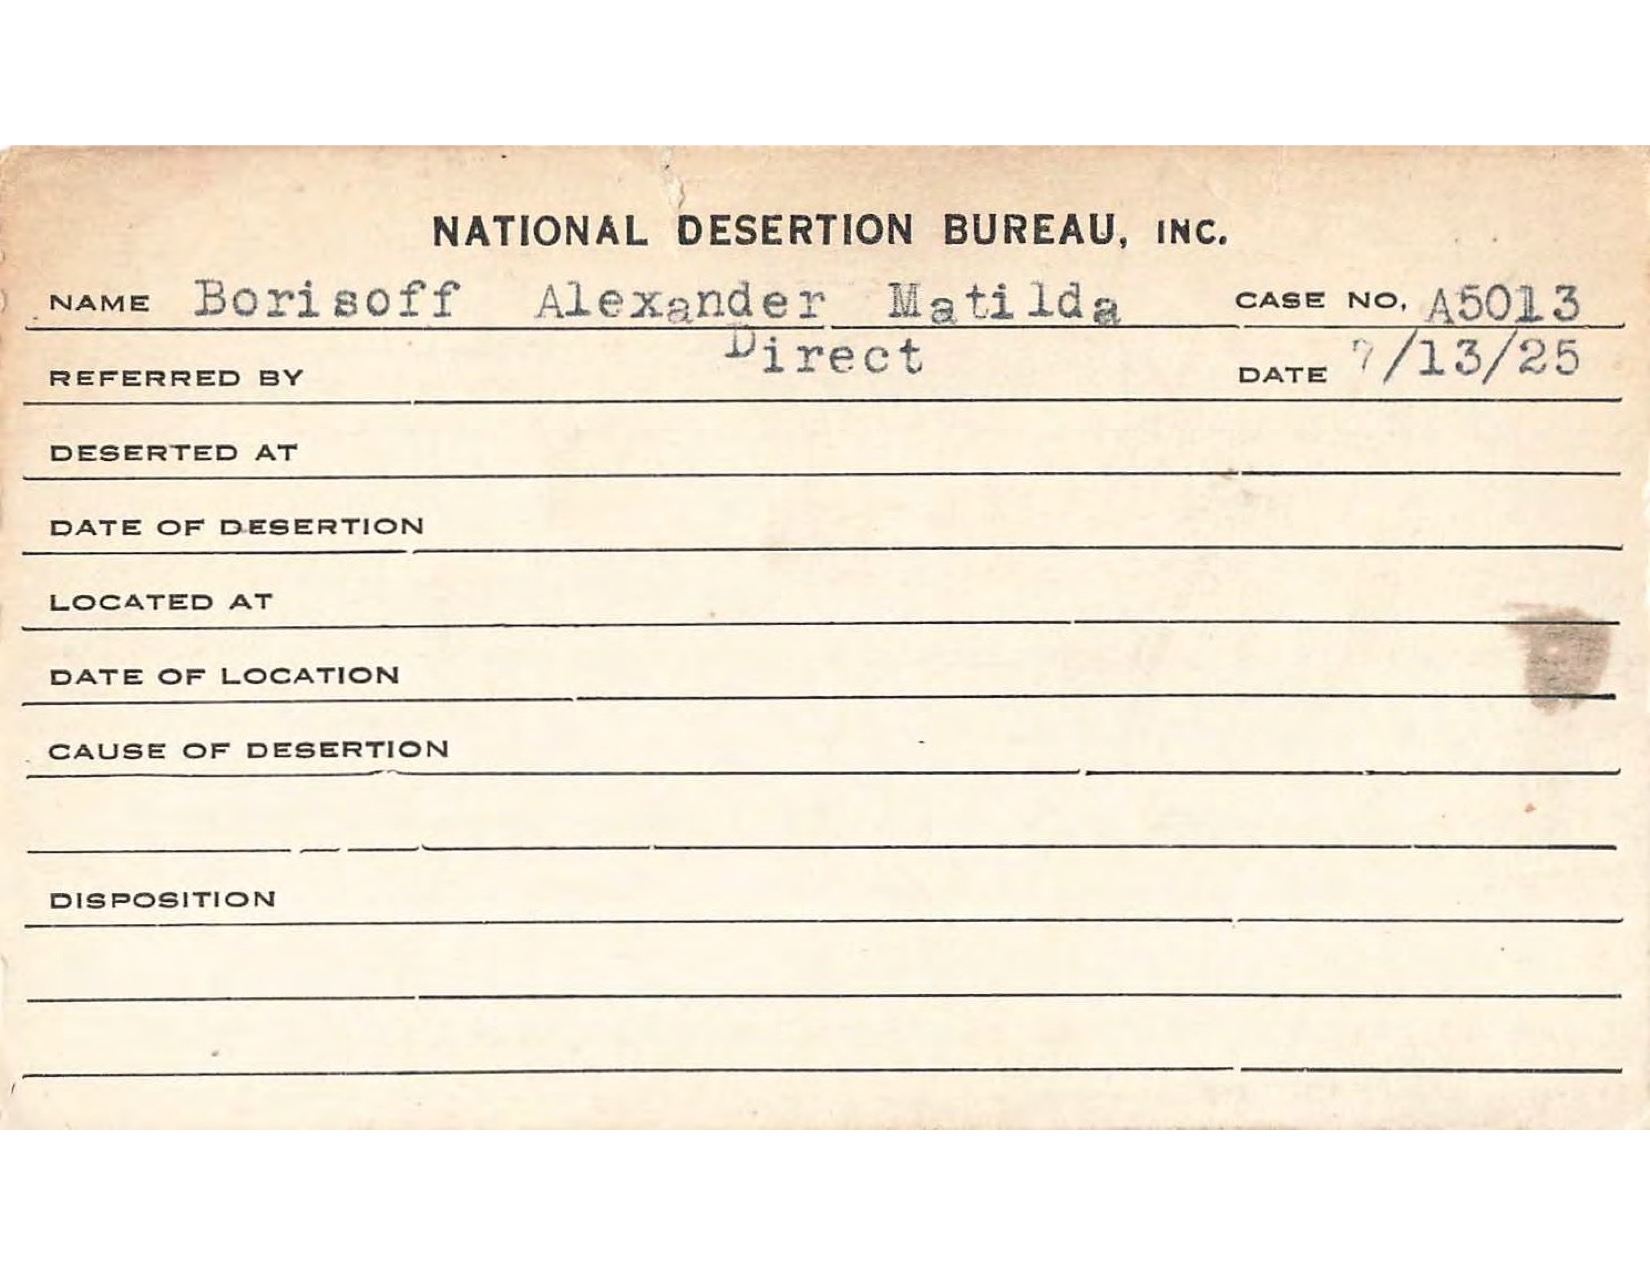 NATIONAL DESERTION BUREAU, INC.
NAME Borisoff Alexander Matilda CASE NO. A5013
REFERRED BY Direct DATE 7/13/25
DESERTED AT
DATE OF DESERTION
LOCATED AT
DATE OF LOCATION
CAUSE OF DESERTION
DISPOSITION